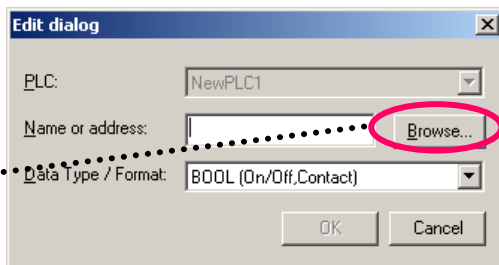 Edit dialog
PLC: NewPLC1
Name or address: Browse...
Data Type / Format: BOOL (On/Off,Contact)
OK Cancel